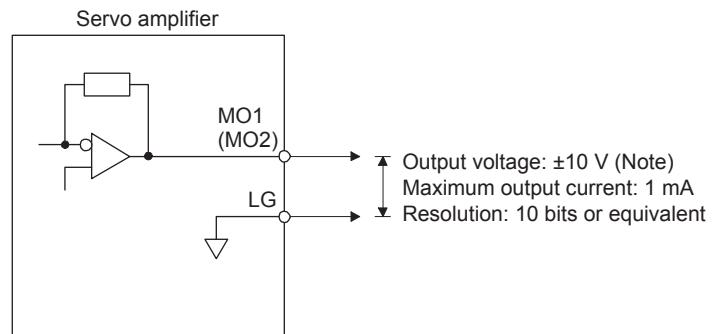 Servo amplifier
MO1
(MO2)
LG
Output voltage: ±10 V (Note)
Maximum output current: 1 mA
Resolution: 10 bits or equivalent